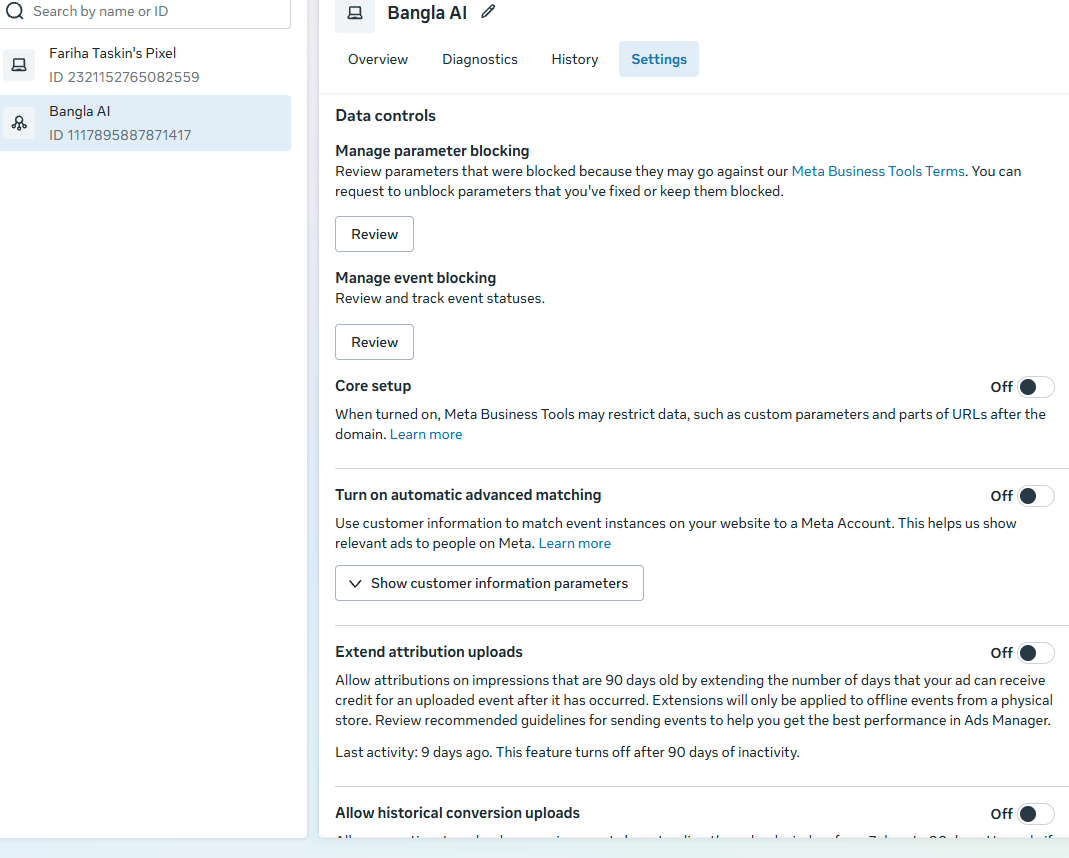 Search by name or ID
Fariha Taskin's Pixel
ID 2321152765082559
Bangla AI
ID 1117895887871417
Bangla AI
Overview
Diagnostics
History
Settings
Data controls
Manage parameter blocking
Review parameters that were blocked because they may go against our Meta Business Tools Terms. You can
request to unblock parameters that you've fixed or keep them blocked.
Review
Manage event blocking
Review and track event statuses.
Review
Core setup
Off
When turned on, Meta Business Tools may restrict data, such as custom parameters and parts of URLs after the
domain. Learn more
Turn on automatic advanced matching
Off
Use customer information to match event instances on your website to a Meta Account. This helps us show
relevant ads to people on Meta. Learn more
Show customer information parameters
Extend attribution uploads
Off
Allow attributions on impressions that are 90 days old by extending the number of days that your ad can receive
credit for an uploaded event after it has occurred. Extensions will only be applied to offline events from a physical
store. Review recommended guidelines for sending events to help you get the best performance in Ads Manager.
Last activity: 9 days ago. This feature turns off after 90 days of inactivity.
Allow historical conversion uploads
Off